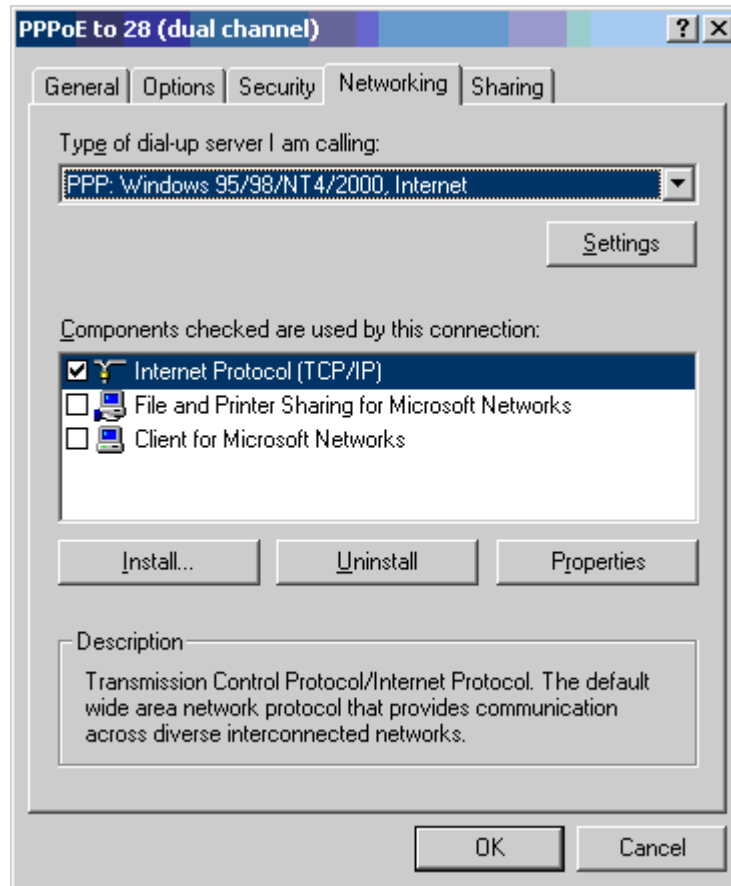 PPPoE to 28 (dual channel)
General Options Security Networking Sharing
Type of dial-up server I am calling:
PPP: Windows 95/98/NT4/2000, Internet
Settings
Components checked are used by this connection:
Internet Protocol (TCP/IP)
File and Printer Sharing for Microsoft Networks
Client for Microsoft Networks
Install... Uninstall Properties
Description
Transmission Control Protocol/Internet Protocol. The default
wide area network protocol that provides communication
across diverse interconnected networks.
OK Cancel